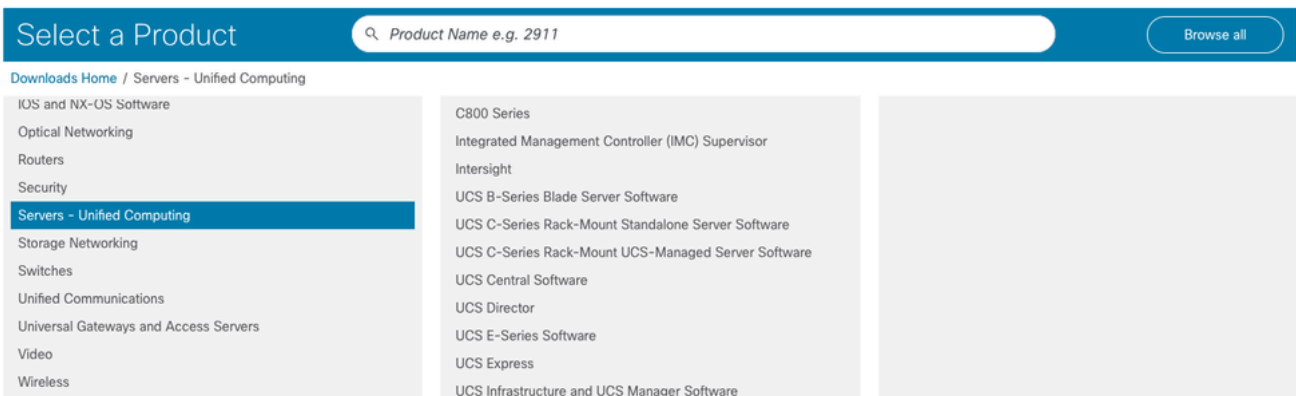 Select a Product
Product Name e.g. 2911
Browse all
Downloads Home / Servers - Unified Computing
IOS and NX-OS Software
Optical Networking
Routers
Security
Servers - Unified Computing
Storage Networking
Switches
Unified Communications
Universal Gateways and Access Servers
Video
Wireless
C800 Series
Integrated Management Controller (IMC) Supervisor
Intersight
UCS B-Series Blade Server Software
UCS C-Series Rack-Mount Standalone Server Software
UCS C-Series Rack-Mount UCS-Managed Server Software
UCS Central Software
UCS Director
UCS E-Series Software
UCS Express
UCS Infrastructure and UCS Manager Software